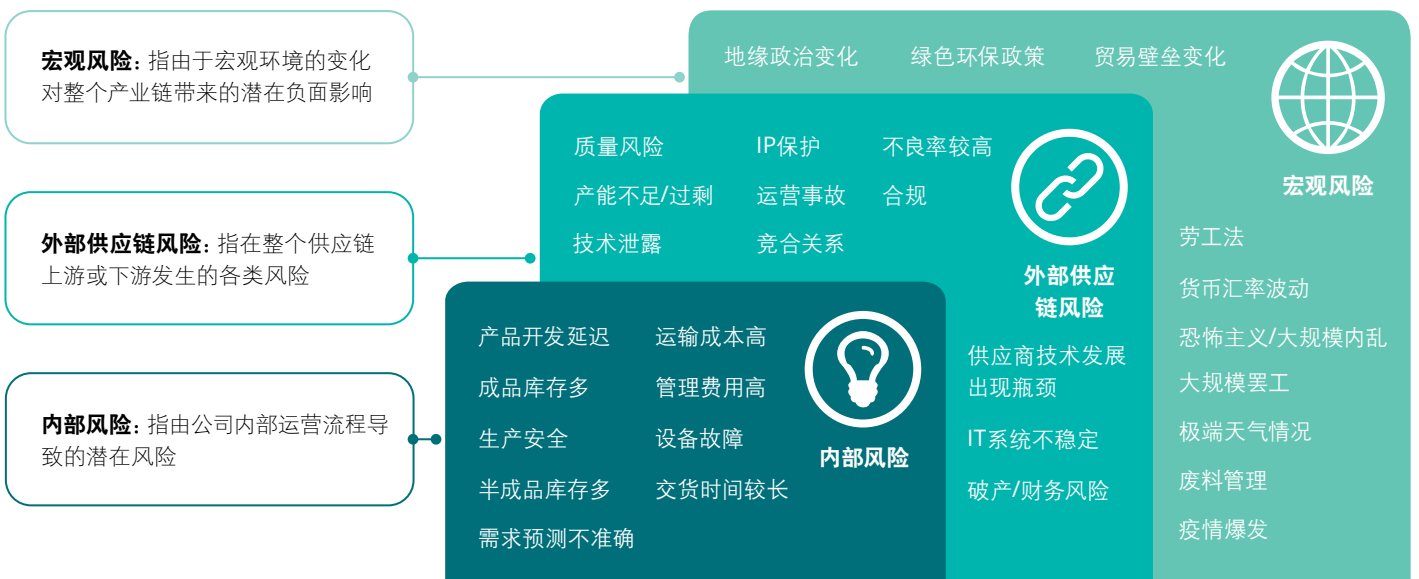 宏观风险：指由于宏观环境的变化
对整个产业链带来的潜在负面影响
外部供应链风险：指在整个供应链
上游或下游发生的各类风险
内部风险：指由公司内部运营流程导
致的潜在风险
地缘政治变化 绿色环保政策 贸易壁垒变化
宏观风险
劳工法
货币汇率波动
恐怖主义/大规模内乱
大规模罢工
极端天气情况
废料管理
疫情爆发
质量风险 IP保护 不良率较高
产能不足/过剩 运营事故 合规
技术泄露 竞合关系
外部供应
链风险
供应商技术发展
出现瓶颈
IT系统不稳定
破产/财务风险
产品开发延迟 运输成本高
成品库存多 管理费用高
生产安全 设备故障
半成品库存多 交货时间较长
需求预测不准确
内部风险